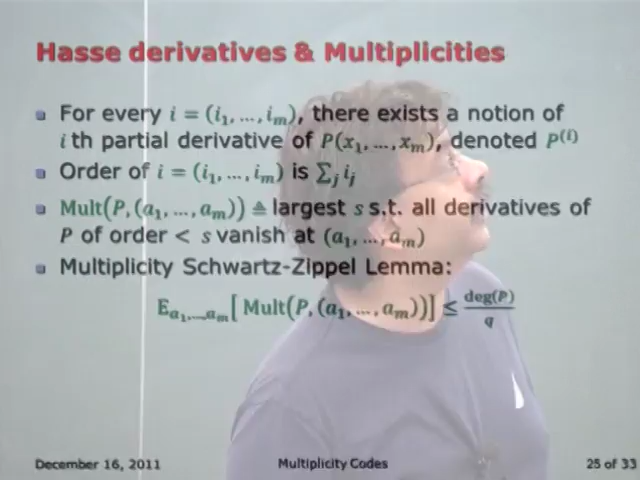 Hasse derivatives & Multiplicities
For every i = (i₁, ..., iₘ), there exists a notion of
i th partial derivative of P(x₁, ..., xₘ), denoted P⁽ⁱ⁾
Order of i = (i₁, ..., iₘ) is ∑ⱼ iⱼ
Mult(P, (a₁, ..., aₘ)) ≜ largest s s.t. all derivatives of
P of order < s vanish at (a₁, ..., aₘ)
Multiplicity Schwartz-Zippel Lemma:
E_{a₁,...,aₘ}[ Mult(P, (a₁, ..., aₘ))] ≤ deg(P)/q
December 16, 2011 Multiplicity Codes 25 of 33